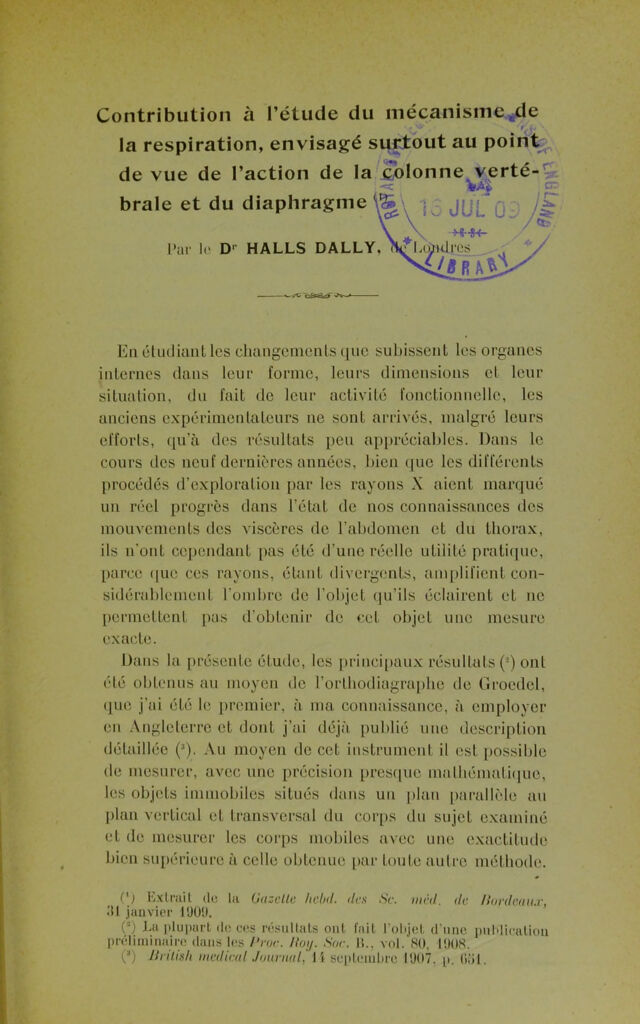 Contribution à l'étude du mécanisme de
la respiration, envisagé surtout au point
de vue de l'action de la colonne verté-
brale et du diaphragme (1)
ENGLAND
16 JUL 09
LIBRARY
Par le Dr HALLS DALLY, de Londres
En étudiant les changements que subissent les organes
internes dans leur forme, leurs dimensions et leur
situation, du fait de leur activité fonctionnelle, les
anciens expérimentateurs ne sont arrivés, malgré leurs
efforts, qu'à des résultats peu appréciables. Dans le
cours des neuf dernières années, bien que les différents
procédés d'exploration par les rayons X aient marqué
un réel progrès dans l'état de nos connaissances des
mouvements des viscères de l'abdomen et du thorax,
ils n'ont cependant pas été d'une réelle utilité pratique,
parce que ces rayons, étant divergents, amplifient con-
sidérablement l'ombre de l'objet qu'ils éclairent et ne
permettent pas d'obtenir de cet objet une mesure
exacte.
Dans la présente étude, les principaux résultats (2) ont
été obtenus au moyen de l'orthodiagraphe de Groedel,
que j'ai été le premier, à ma connaissance, à employer
en Angleterre et dont j'ai déjà publié une description
détaillée (3). Au moyen de cet instrument il est possible
de mesurer, avec une précision presque mathématique,
les objets immobiles situés dans un plan parallèle au
plan vertical et transversal du corps du sujet examiné
et de mesurer les corps mobiles avec une exactitude
bien supérieure à celle obtenue par toute autre méthode.
(1) Extrait de la Gazette hebd. des Sc. méd. de Bordeaux,
31 janvier 1909.
(2) La plupart de ces résultats ont fait l'objet d'une publication
préliminaire dans les Proc. Roy. Soc. B., vol. 80, 1908.
(3) British medical Journal, 14 septembre 1907, p. 651.